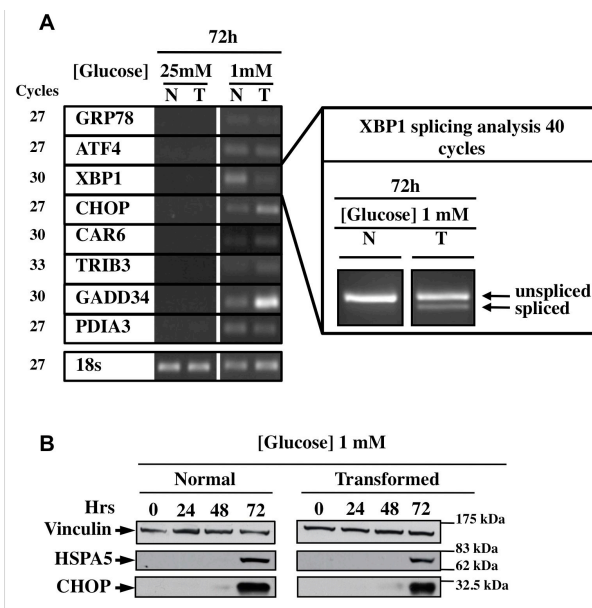 A
72h
[Glucose] 25mM 1mM
Cycles N T N T
27 GRP78
27 ATF4
30 XBP1
27 CHOP
30 CAR6
33 TRIB3
30 GADD34
27 PDIA3
27 18s
XBP1 splicing analysis 40
cycles
72h
[Glucose] 1 mM
N T
unspliced
spliced
B
[Glucose] 1 mM
Normal Transformed
Hrs 0 24 48 72 0 24 48 72
Vinculin 175 kDa
HSPA5 83 kDa
62 kDa
CHOP 32.5 kDa